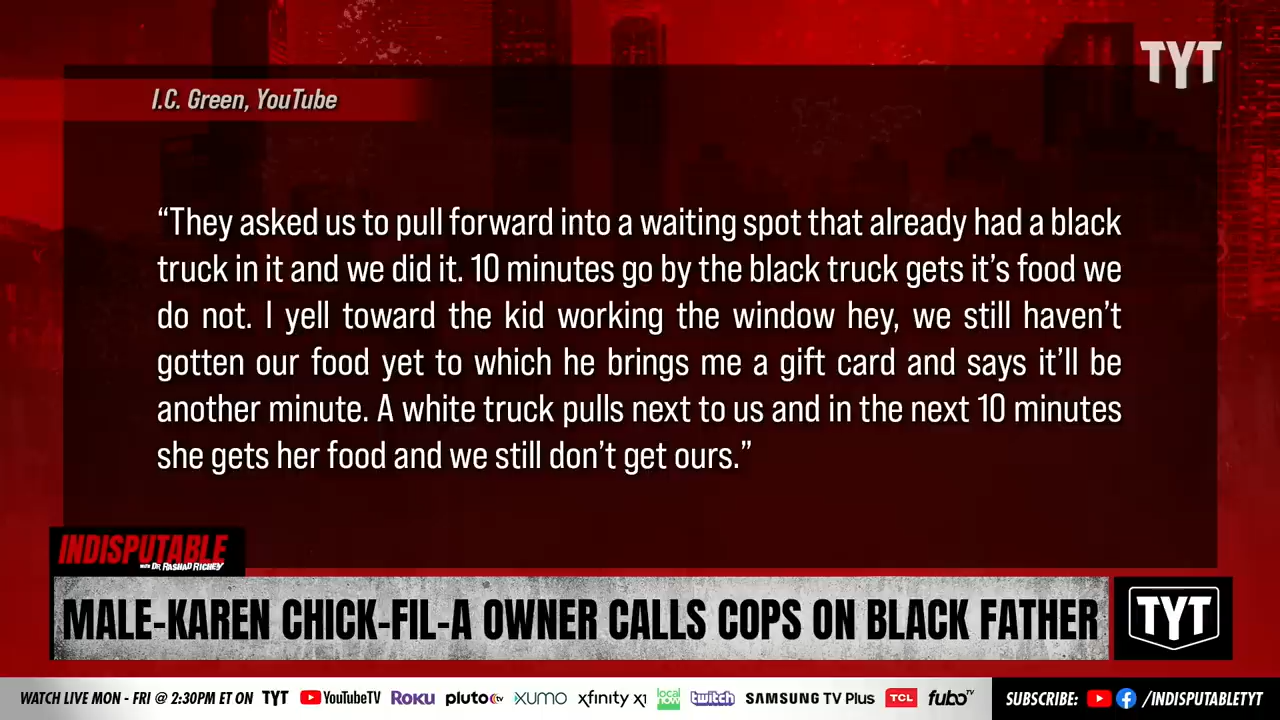 TYT
I.C. Green, YouTube
“They asked us to pull forward into a waiting spot that already had a black
truck in it and we did it. 10 minutes go by the black truck gets it’s food we
do not. I yell toward the kid working the window hey, we still haven’t
gotten our food yet to which he brings me a gift card and says it’ll be
another minute. A white truck pulls next to us and in the next 10 minutes
she gets her food and we still don’t get ours.”
INDISPUTABLE
WITH DR. RASHAD RICHEY
MALE-KAREN CHICK-FIL-A OWNER CALLS COPS ON BLACK FATHER
TYT
WATCH LIVE MON - FRI @ 2:30PM ET ON TYT YouTubeTV ROKU pluto tv XUMO xfinity x1 local now twitch SAMSUNG TV Plus TCL fubo TV SUBSCRIBE: /INDISPUTABLETYT